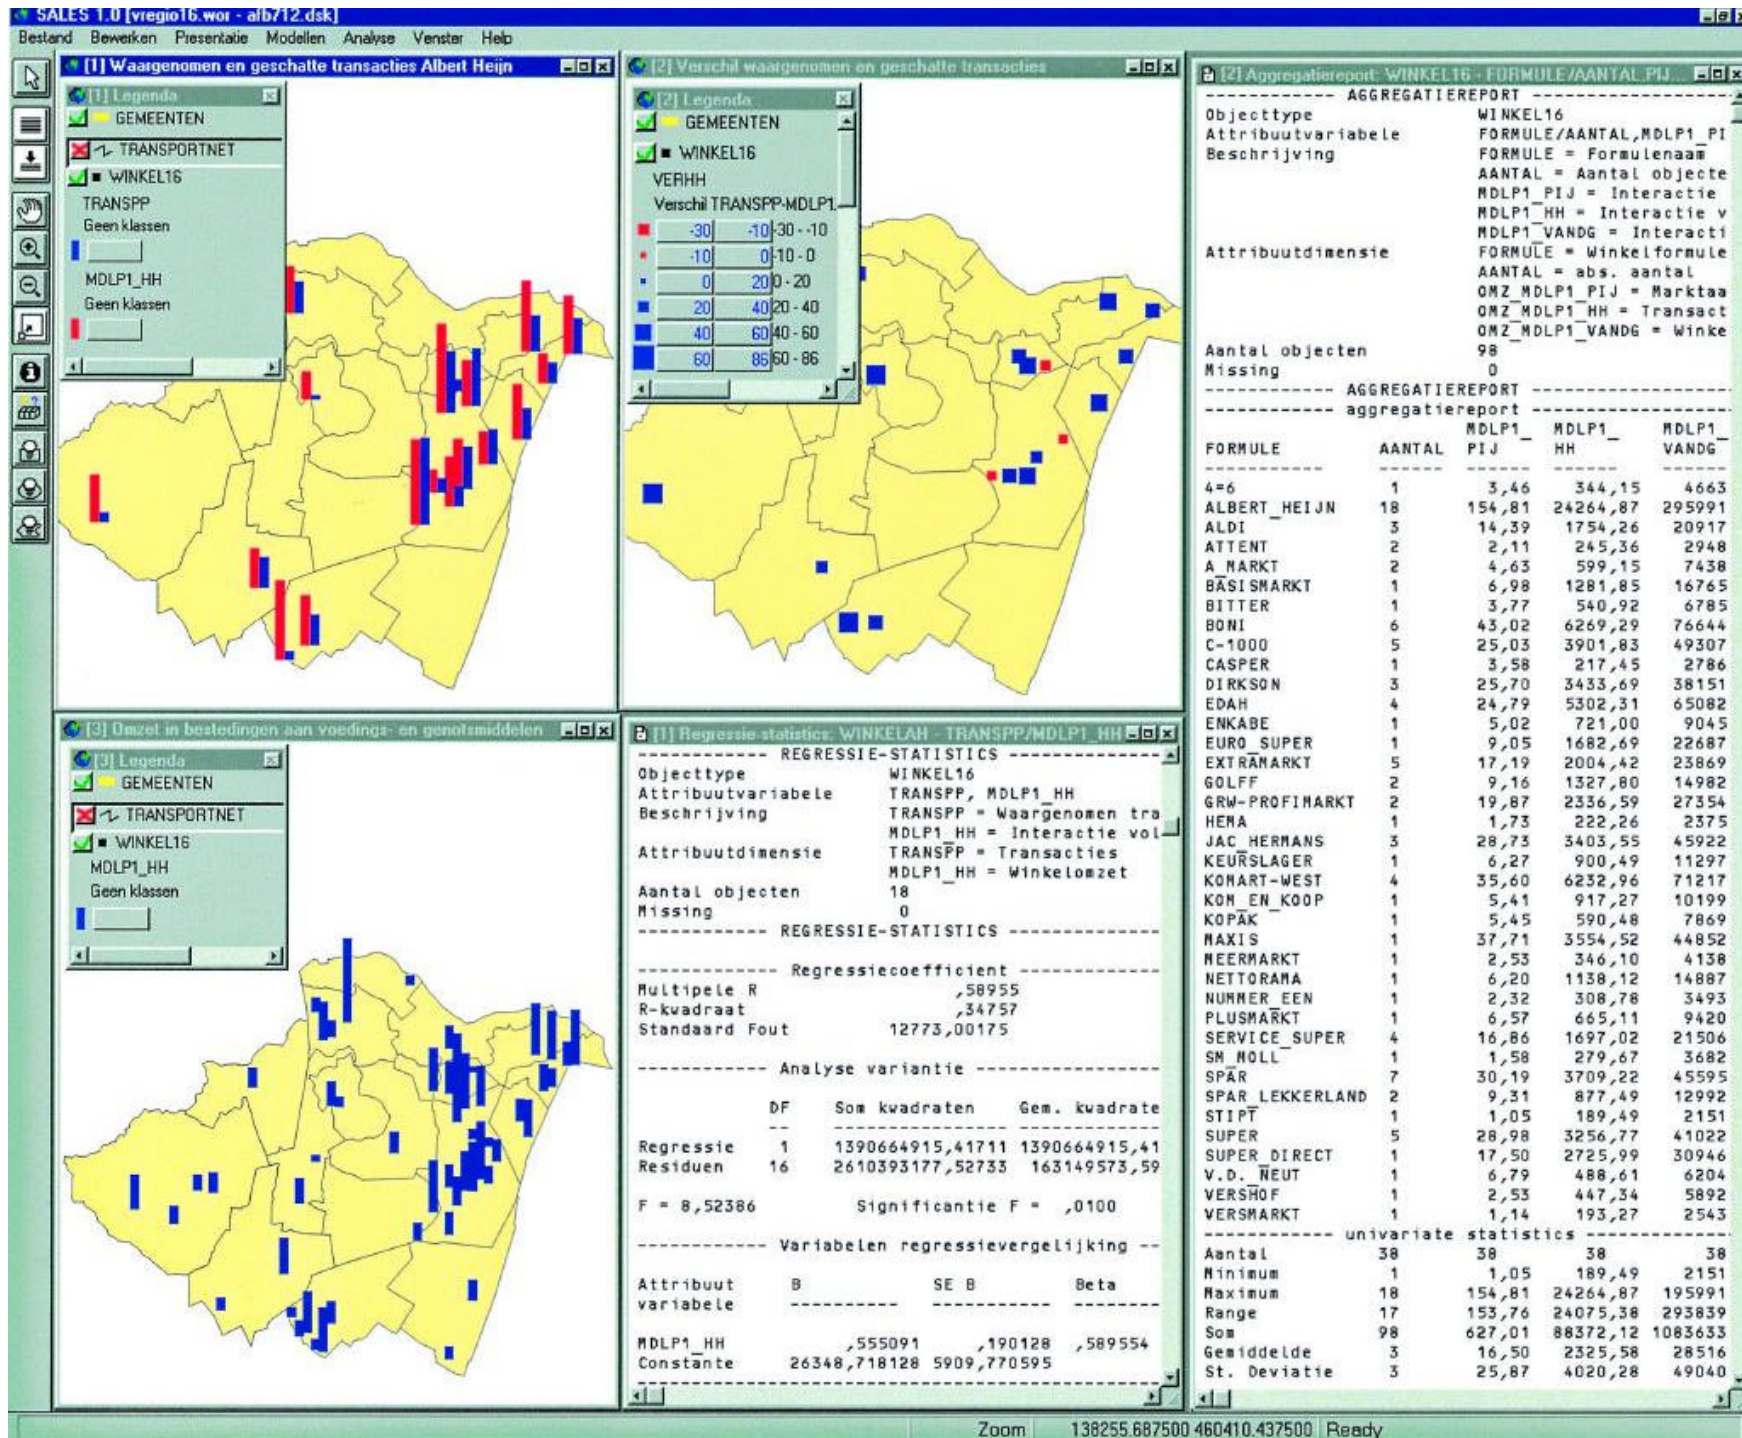 SALES 1.0 [vregio16.wor - afb712.dsk]
Bestand Bewerken Presentatie Modellen Analyse Venster Help
[1] Waargenomen en geschatte transacties Albert Heijn
[1] Legenda
GEMEENTEN
TRANSPORTNET
WINKEL16
TRANSPP
Geen klassen
MDLP1_HH
Geen klassen
[2] Verschil waargenomen en geschatte transacties
[2] Legenda
GEMEENTEN
WINKEL16
VERHH
Verschil TRANSPP-MDLP1
-30 -10 -30 - -10
-10 0 -10 - 0
0 20 0 - 20
20 40 20 - 40
40 60 40 - 60
60 86 60 - 86
[3] Omzet in bestedingen aan voedings- en genotsmiddelen
[3] Legenda
GEMEENTEN
TRANSPORTNET
WINKEL16
MDLP1_HH
Geen klassen
[1] Regressie-statistics: WINKELAH - TRANSPP/MDLP1_HH
------------ REGRESSIE-STATISTICS ------------
Objecttype WINKEL16
Attribuutvariabele TRANSPP, MDLP1_HH
Beschrijving TRANSPP = Waargenomen tra
MDLP1_HH = Interactie vol
Attribuutdimensie TRANSPP = Transacties
MDLP1_HH = Winkelomzet
Aantal objecten 18
Missing 0
------------ REGRESSIE-STATISTICS ------------
------------ Regressiecoefficient ------------
Multipele R ,58955
R-kwadraat ,34757
Standaard Fout 12773,00175
------------ Analyse variantie ------------
DF Som kwadraten Gem. kwadrate
Regressie 1 1390664915,41711 1390664915,41
Residuen 16 2610393177,52733 163149573,59
F = 8,52386 Significantie F = ,0100
------------ Variabelen regressievergelijking --
Attribuut B SE B Beta
variabele
MDLP1_HH ,555091 ,190128 ,589554
Constante 26348,718128 5909,770595
[2] Aggregatiereport: WINKEL16 - FORMULE/AANTAL,PIJ...
------------ AGGREGATIEREPORT ------------
Objecttype WINKEL16
Attribuutvariabele FORMULE/AANTAL,MDLP1_PI
Beschrijving FORMULE = Formulenaam
AANTAL = Aantal objecte
MDLP1_PIJ = Interactie
MDLP1_HH = Interactie v
MDLP1_VANDG = Interacti
Attribuutdimensie FORMULE = Winkelformule
AANTAL = abs. aantal
OMZ_MDLP1_PIJ = Marktaa
OMZ_MDLP1_HH = Transact
OMZ_MDLP1_VANDG = Winke
Aantal objecten 98
Missing 0
------------ AGGREGATIEREPORT ------------
------------ aggregatiereport ------------
MDLP1_ MDLP1_ MDLP1_
FORMULE AANTAL PIJ HH VANDG
4=6 1 3,46 344,15 4663
ALBERT_HEIJN 18 154,81 24264,87 295991
ALDI 3 14,39 1754,26 20917
ATTENT 2 2,11 245,36 2948
A_MARKT 2 4,63 599,15 7438
BASISMARKT 1 6,98 1281,85 16765
BITTER 1 3,77 540,92 6785
BONI 6 43,02 6269,29 76644
C-1000 5 25,03 3901,83 49307
CASPER 1 3,58 217,45 2786
DIRKSON 3 25,70 3433,69 38151
EDAH 4 24,79 5302,31 65082
ENKABE 1 5,02 721,00 9045
EURO_SUPER 1 9,05 1682,69 22687
EXTRAMARKT 5 17,19 2004,42 23869
GOLFF 2 9,16 1327,80 14982
GRW-PROFIMARKT 2 19,87 2336,59 27354
HEMA 1 1,73 222,26 2375
JAC_HERMANS 3 28,73 3403,55 45922
KEURSLAGER 1 6,27 900,49 11297
KOMART-WEST 4 35,60 6232,96 71217
KOM_EN_KOOP 1 5,41 917,27 10199
KOPAK 1 5,45 590,48 7869
MAXIS 1 37,71 3554,52 44852
MEERMARKT 1 2,53 346,10 4138
NETTORAMA 1 6,20 1138,12 14887
NUMMER_EEN 1 2,32 308,78 3493
PLUSMARKT 1 6,57 665,11 9420
SERVICE_SUPER 4 16,86 1697,02 21506
SM_MOLL 1 1,58 279,67 3682
SPAR 7 30,19 3709,22 45595
SPAR_LEKKERLAND 2 9,31 877,49 12992
STIPT 1 1,05 189,49 2151
SUPER 5 28,98 3256,77 41022
SUPER_DIRECT 1 17,50 2725,99 30946
V.D._NEUT 1 6,79 488,61 6204
VERSHOF 1 2,53 447,34 5892
VERSMARKT 1 1,14 193,27 2543
------------ univariate statistics ------------
Aantal 38 38 38 38
Minimum 1 1,05 189,49 2151
Maximum 18 154,81 24264,87 195991
Range 17 153,76 24075,38 293839
Som 98 627,01 88372,12 1083633
Gemiddelde 3 16,50 2325,58 28516
St. Deviatie 3 25,87 4020,28 49040
Zoom 138255.687500 460410.437500 Ready